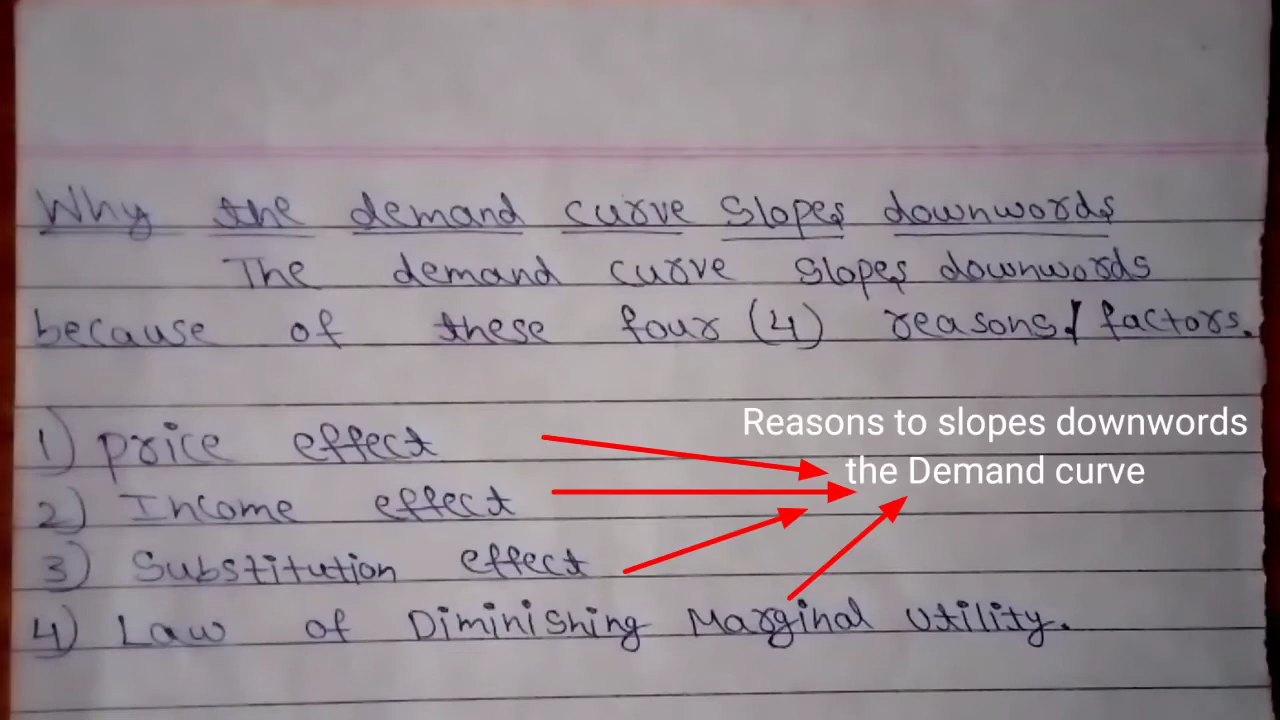 Why the demand curve slopes downwords
The demand curve slopes downwords
because of these four (4) reasons/factors.
1) price effect
Reasons to slopes downwords
the Demand curve
2) Income effect
3) Substitution effect
4) Law of Diminishing Marginal Utility.